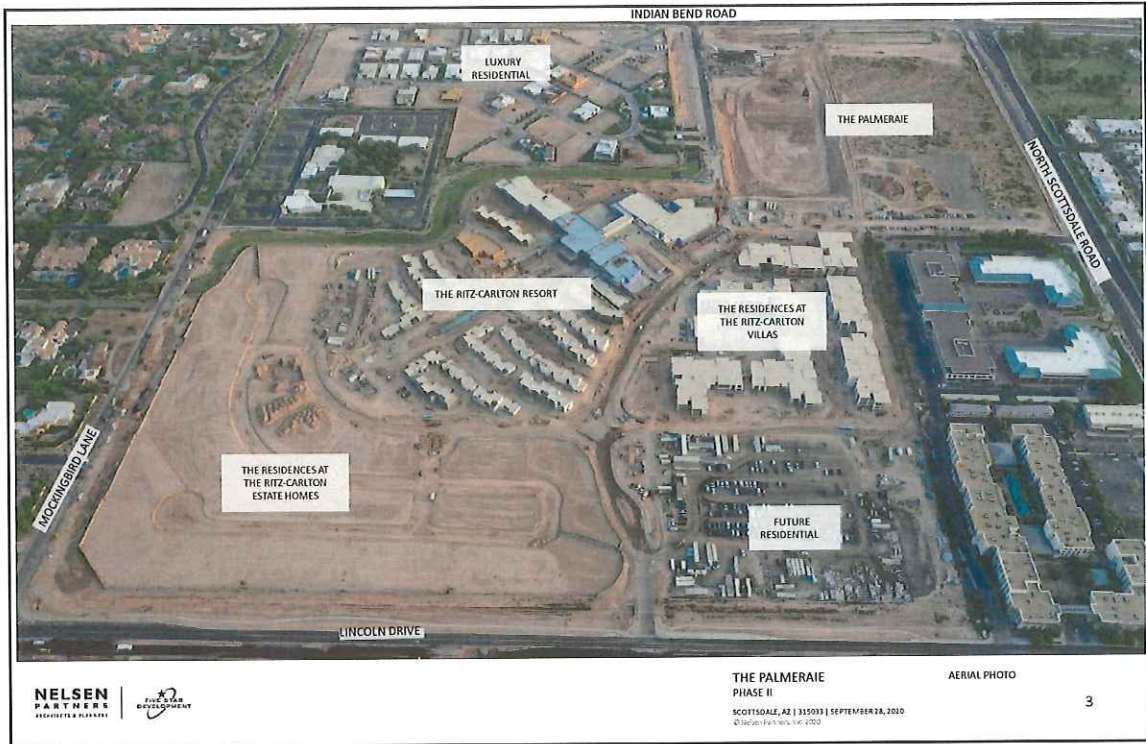 INDIAN BEND ROAD
LUXURY
RESIDENTIAL
THE PALMERAIE
NORTH SCOTTSDALE ROAD
THE RITZ-CARLTON RESORT
THE RESIDENCES AT
THE RITZ-CARLTON
VILLAS
MOCKINGBIRD LANE
THE RESIDENCES AT
THE RITZ-CARLTON
ESTATE HOMES
FUTURE
RESIDENTIAL
LINCOLN DRIVE
NELSEN
PARTNERS
ARCHITECTS & PLANNERS
FIVE STAR
DEVELOPMENT
THE PALMERAIE
PHASE II
SCOTTSDALE, AZ | 315033 | SEPTEMBER 28, 2020
© Nelsen Partners, Inc. 2020
AERIAL PHOTO
3